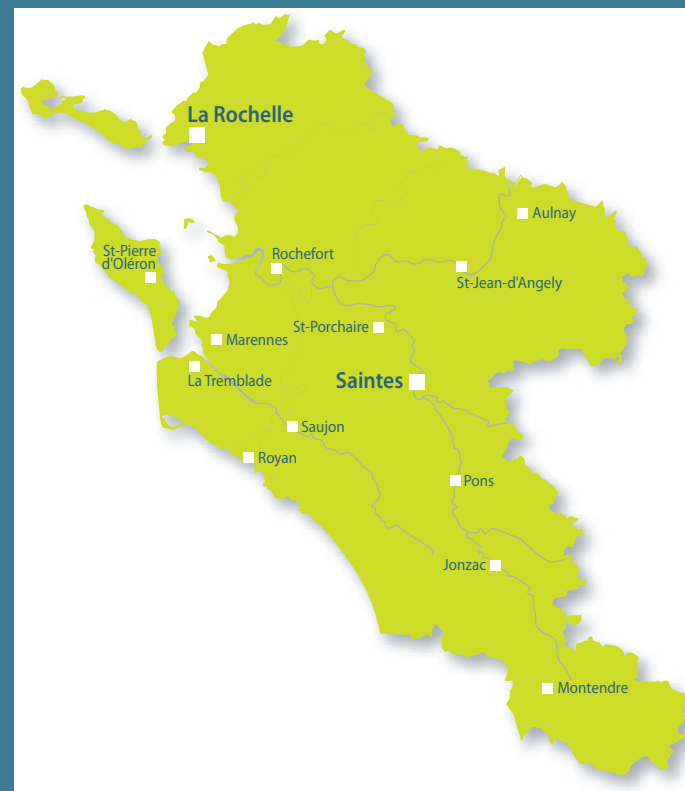 La Rochelle
Aulnay
St-Pierre
d'Oléron
Rochefort
St-Jean-d'Angely
St-Porchaire
Marennes
La Tremblade
Saintes
Saujon
Royan
Pons
Jonzac
Montendre